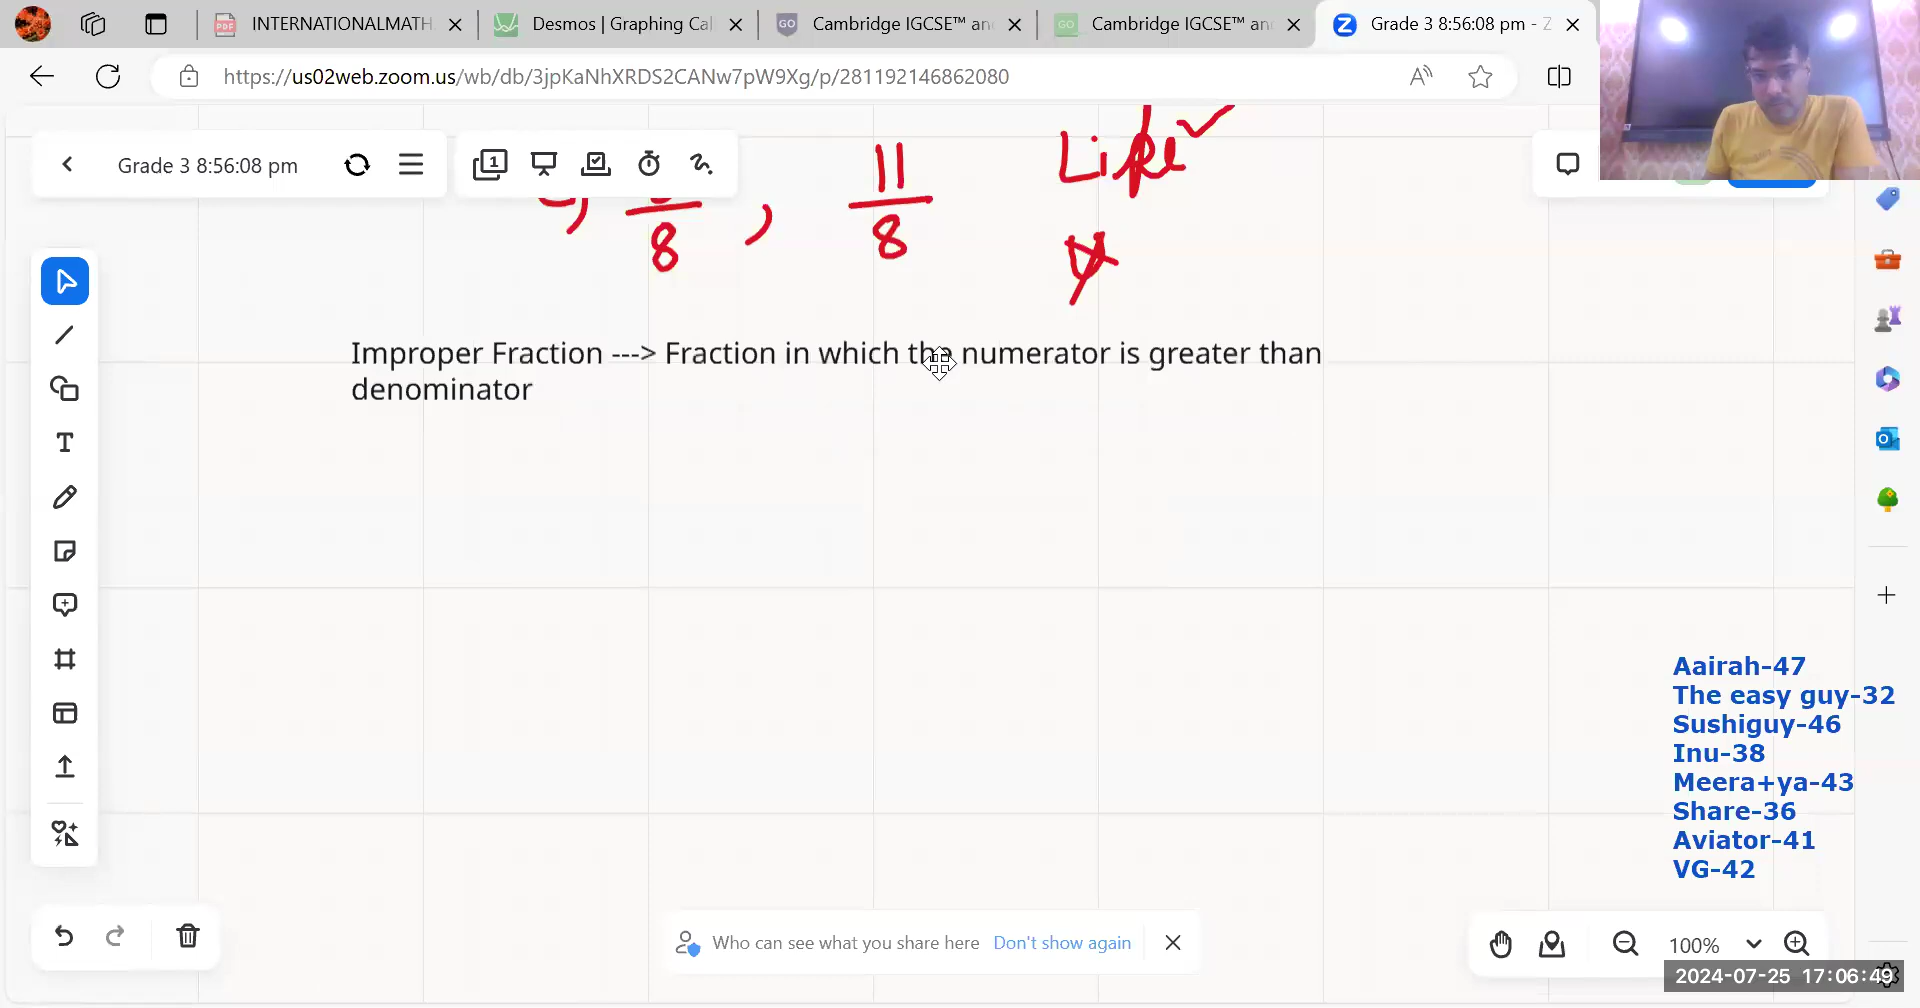 INTERNATIONALMATH
Desmos | Graphing Cal
Cambridge IGCSE™ an
Cambridge IGCSE™ an
Grade 3 8:56:08 pm - Z
https://us02web.zoom.us/wb/db/3jpKaNhXRDS2CANw7pW9Xg/p/281192146862080
Grade 3 8:56:08 pm
1
8 , 11/8
Like ✓
Improper Fraction ---> Fraction in which the numerator is greater than
denominator
Aairah-47
The easy guy-32
Sushiguy-46
Inu-38
Meera+ya-43
Share-36
Aviator-41
VG-42
Who can see what you share here Don't show again
100%
2024-07-25 17:06:49